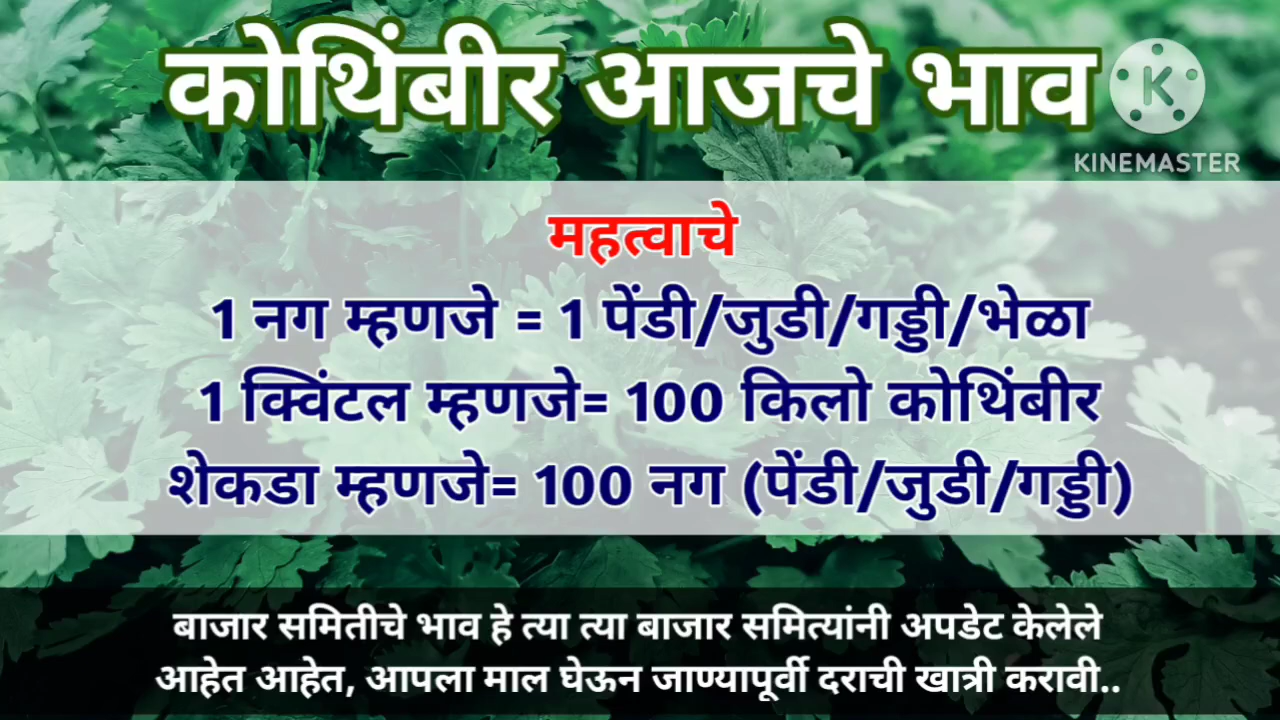 कोथिंबीर आजचे भाव
KINEMASTER
महत्वाचे
1 नग म्हणजे = 1 पेंडी/जुडी/गड्डी/भेळा
1 क्विंटल म्हणजे= 100 किलो कोथिंबीर
शेकडा म्हणजे= 100 नग (पेंडी/जुडी/गड्डी)
बाजार समितीचे भाव हे त्या त्या बाजार समित्यांनी अपडेट केलेले
आहेत आहेत, आपला माल घेऊन जाण्यापूर्वी दराची खात्री करावी..